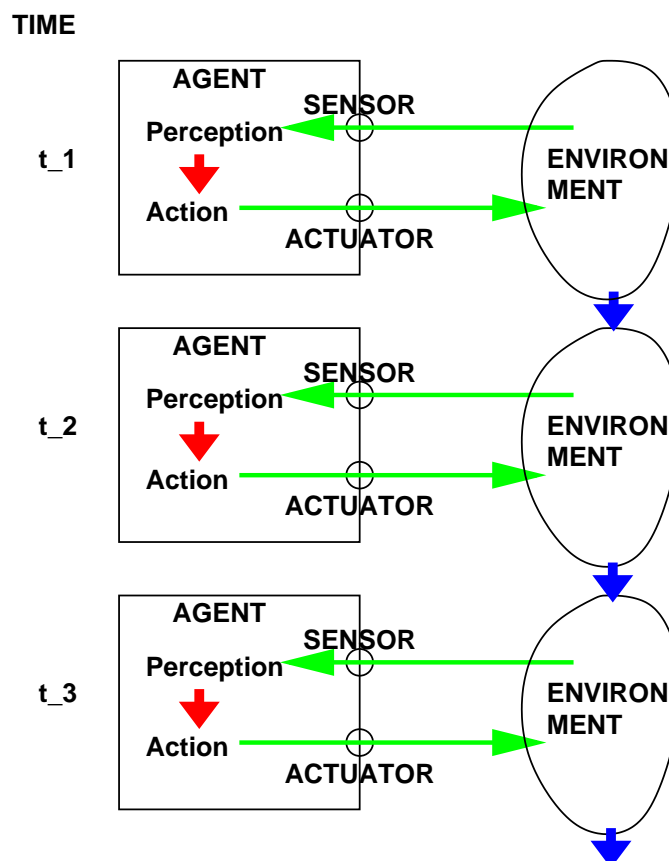 TIME
AGENT
SENSOR
Perception
t_1
ENVIRON
MENT
Action
ACTUATOR
AGENT
SENSOR
Perception
t_2
ENVIRON
MENT
Action
ACTUATOR
AGENT
SENSOR
Perception
t_3
ENVIRON
MENT
Action
ACTUATOR